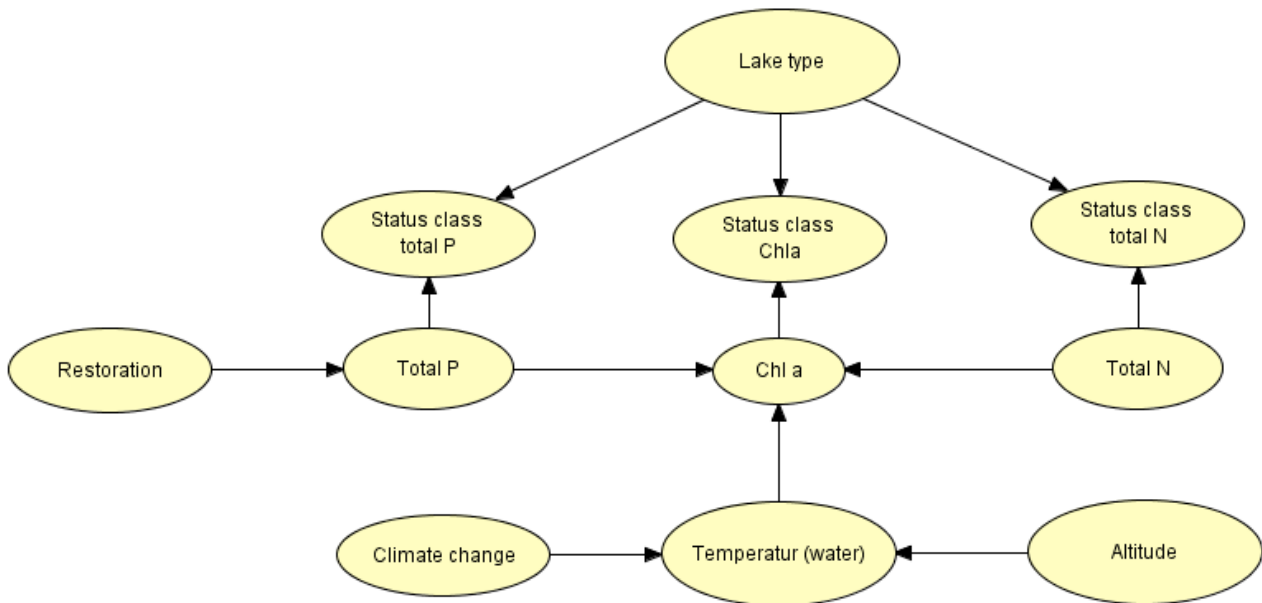 Lake type
Status class
total P
Status class
Chla
Status class
total N
Restoration
Total P
Chl a
Total N
Climate change
Temperatur (water)
Altitude